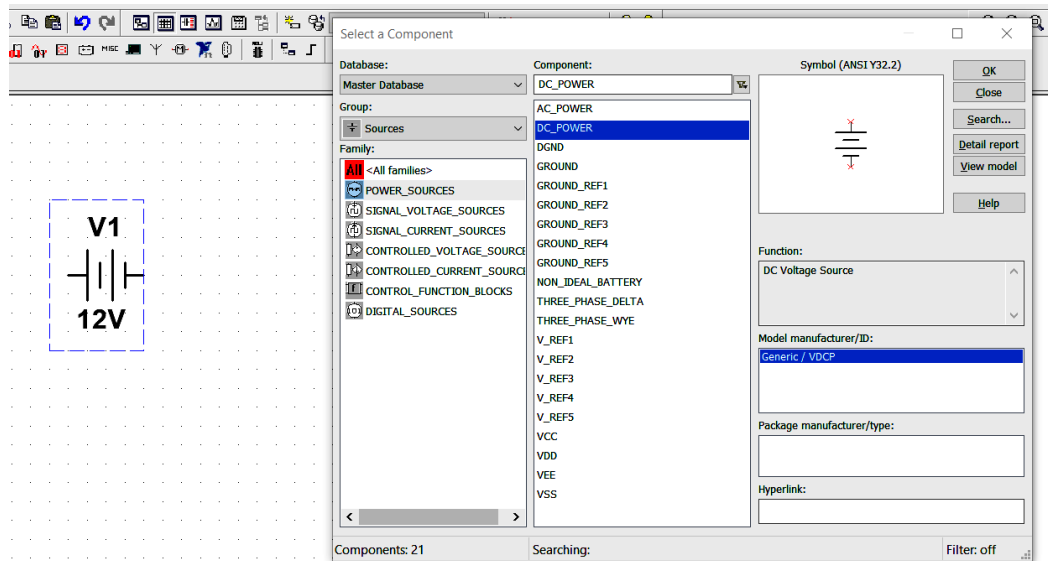 Select a Component
MISC
V1
12V
Database:
Master Database
Group:
Sources
Family:
All <All families>
POWER_SOURCES
SIGNAL_VOLTAGE_SOURCES
SIGNAL_CURRENT_SOURCES
CONTROLLED_VOLTAGE_SOURCE
CONTROLLED_CURRENT_SOURCE
CONTROL_FUNCTION_BLOCKS
DIGITAL_SOURCES
Component:
DC_POWER
AC_POWER
DC_POWER
DGND
GROUND
GROUND_REF1
GROUND_REF2
GROUND_REF3
GROUND_REF4
GROUND_REF5
NON_IDEAL_BATTERY
THREE_PHASE_DELTA
THREE_PHASE_WYE
V_REF1
V_REF2
V_REF3
V_REF4
V_REF5
VCC
VDD
VEE
VSS
Symbol (ANSI Y32.2)
OK
Close
Search...
Detail report
View model
Help
Function:
DC Voltage Source
Model manufacturer/ID:
Generic / VDCP
Package manufacturer/type:
Hyperlink:
Components: 21
Searching:
Filter: off